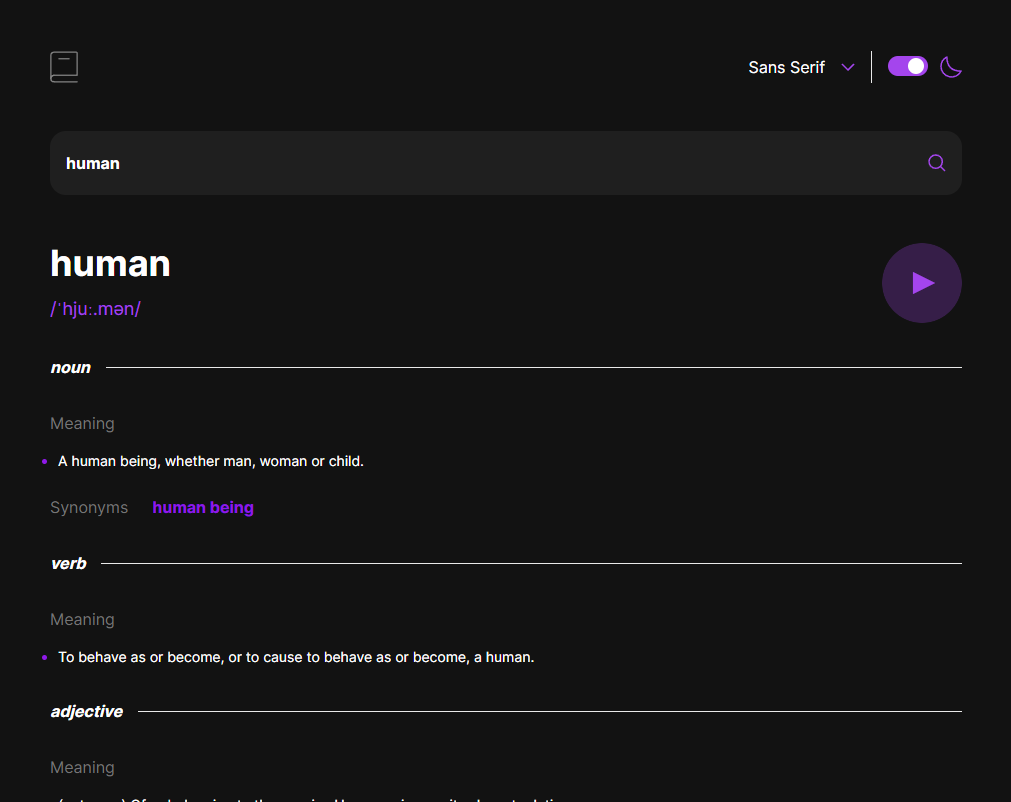 Sans Serif
human
human
/ˈhjuː.mən/
noun
Meaning
A human being, whether man, woman or child.
Synonyms human being
verb
Meaning
To behave as or become, or to cause to behave as or become, a human.
adjective
Meaning